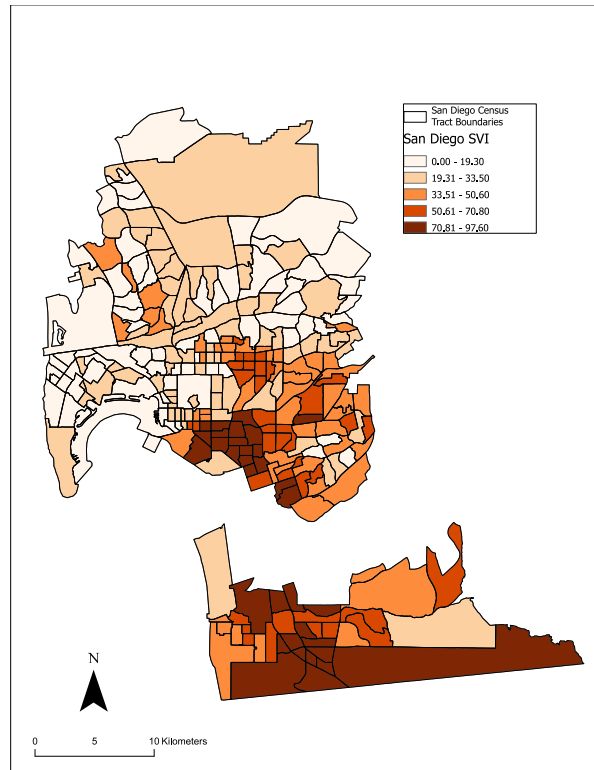 San Diego Census
Tract Boundaries
San Diego SVI
0.00 - 19.30
19.31 - 33.50
33.51 - 50.60
50.61 - 70.80
70.81 - 97.60
N
0 5 10 Kilometers